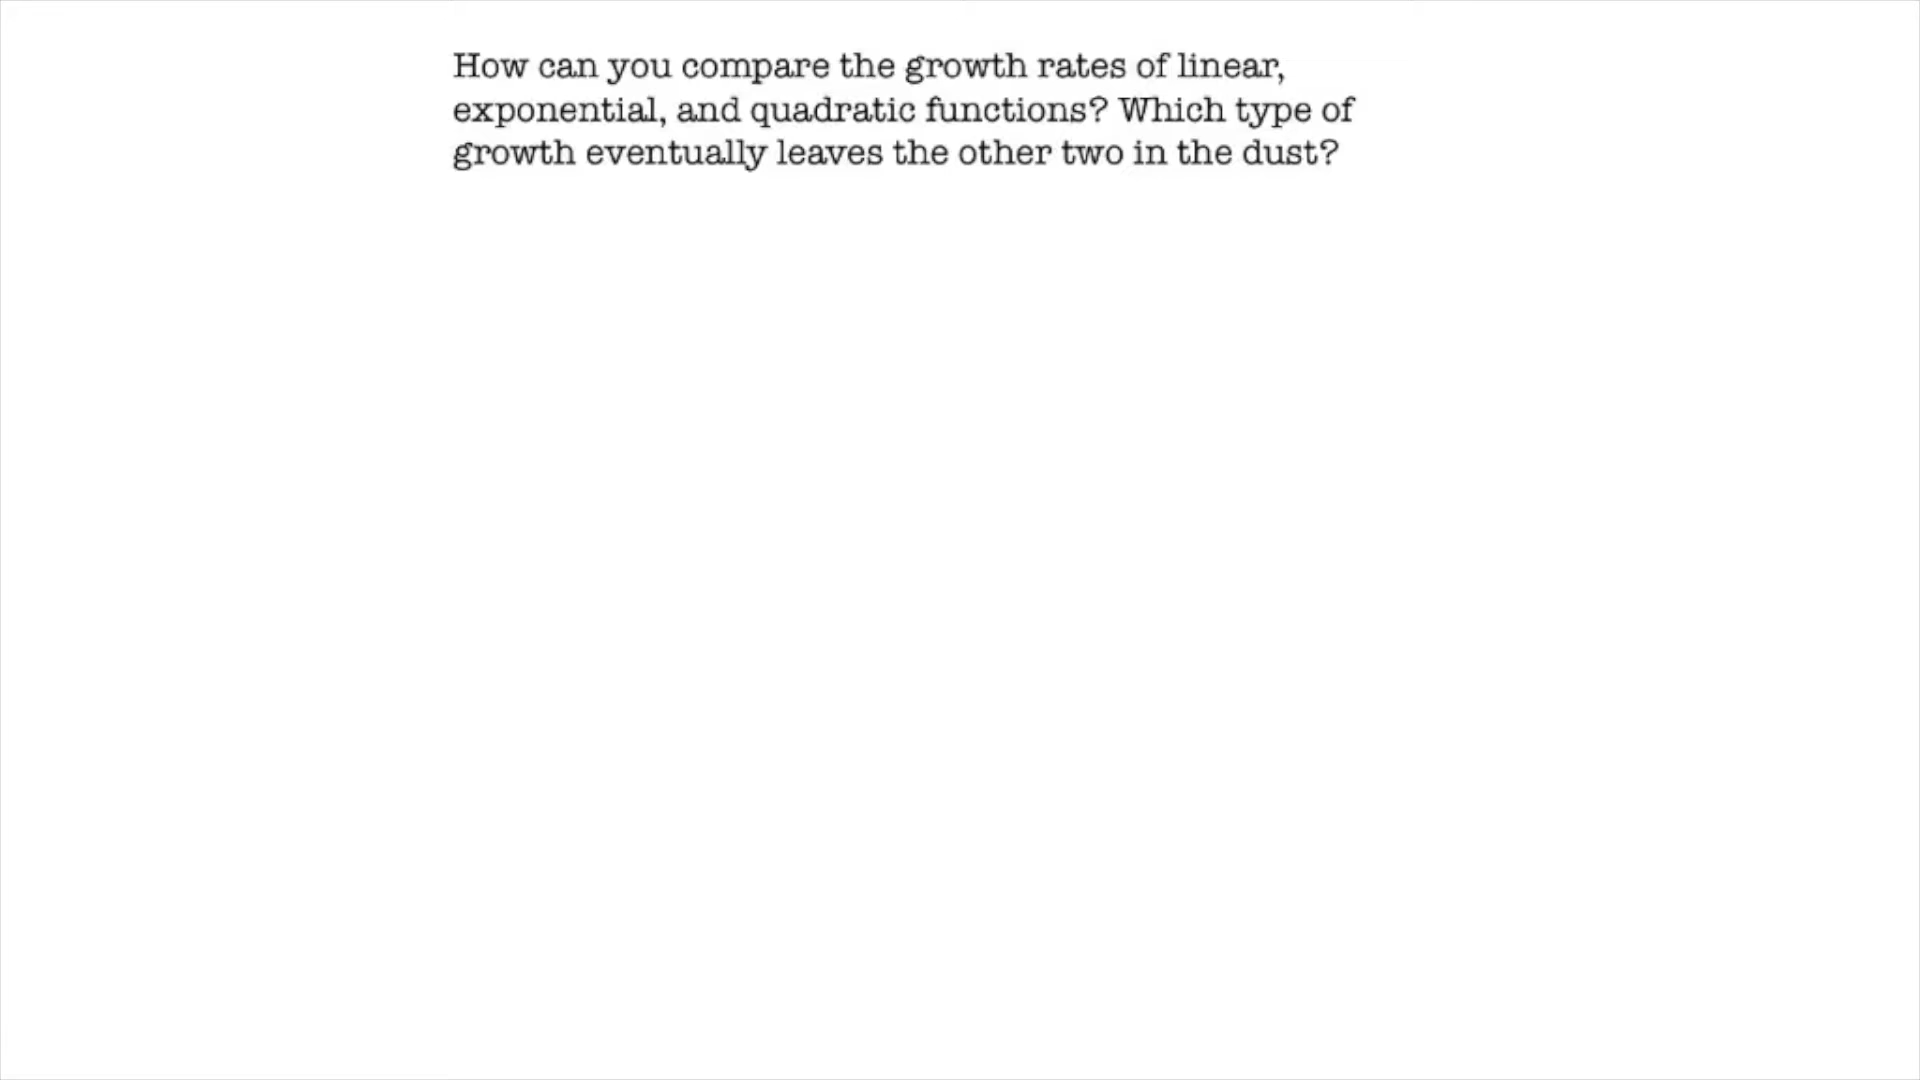 How can you compare the growth rates of linear,
exponential, and quadratic functions? Which type of
growth eventually leaves the other two in the dust?